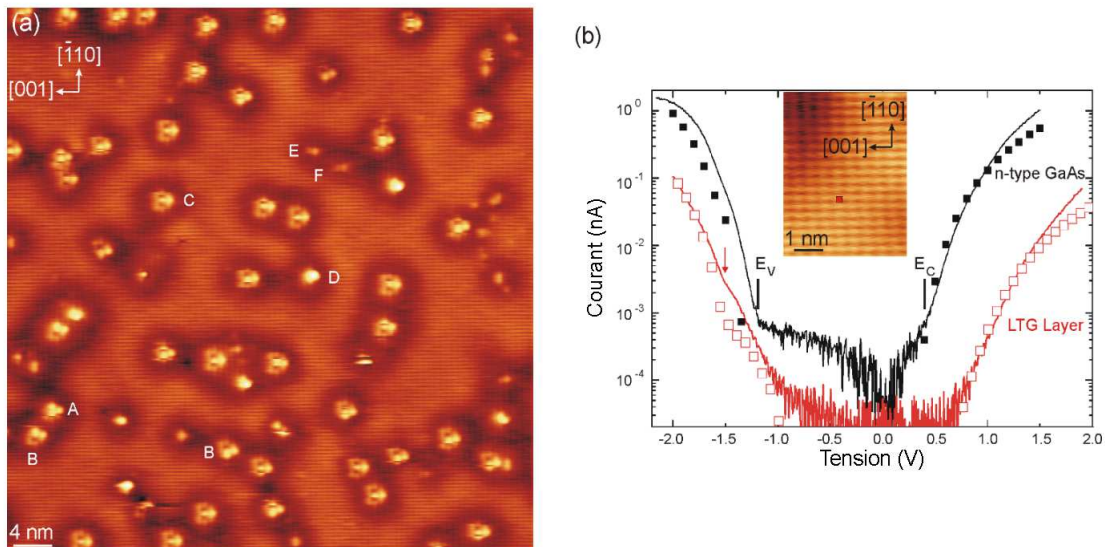 (a)
[1̄10]
[001]
E
F
C
D
A
B
B
4 nm
(b)
[1̄10]
[001]
1 nm
n-type GaAs
E_V
E_C
LTG Layer
Courant (nA)
10⁰
10⁻¹
10⁻²
10⁻³
10⁻⁴
-2.0 -1.5 -1.0 -0.5 0.0 0.5 1.0 1.5 2.0
Tension (V)